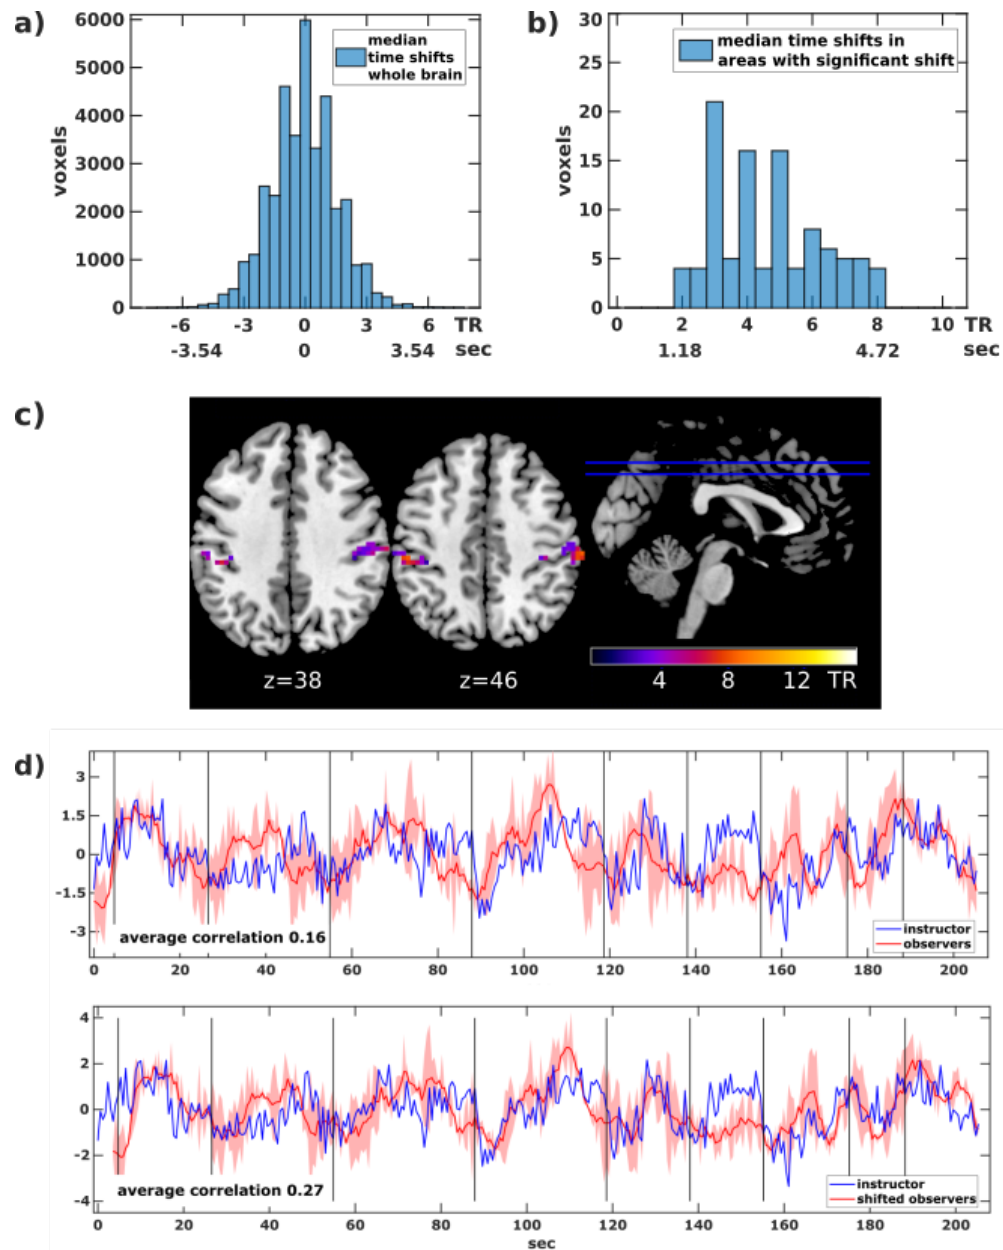 a)
median
time shifts
whole brain
voxels
6000
5000
4000
3000
2000
1000
0
-6 -3 0 3 6 TR
-3.54 0 3.54 sec
b)
median time shifts in
areas with significant shift
voxels
30
25
20
15
10
5
0
0 2 4 6 8 10 TR
1.18 4.72 sec
c)
z=38 z=46
4 8 12 TR
d)
3
1.5
0
-1.5
-3
average correlation 0.16
instructor
observers
0 20 40 60 80 100 120 140 160 180 200
4
2
0
-2
-4
average correlation 0.27
instructor
shifted observers
0 20 40 60 80 100 120 140 160 180 200
sec